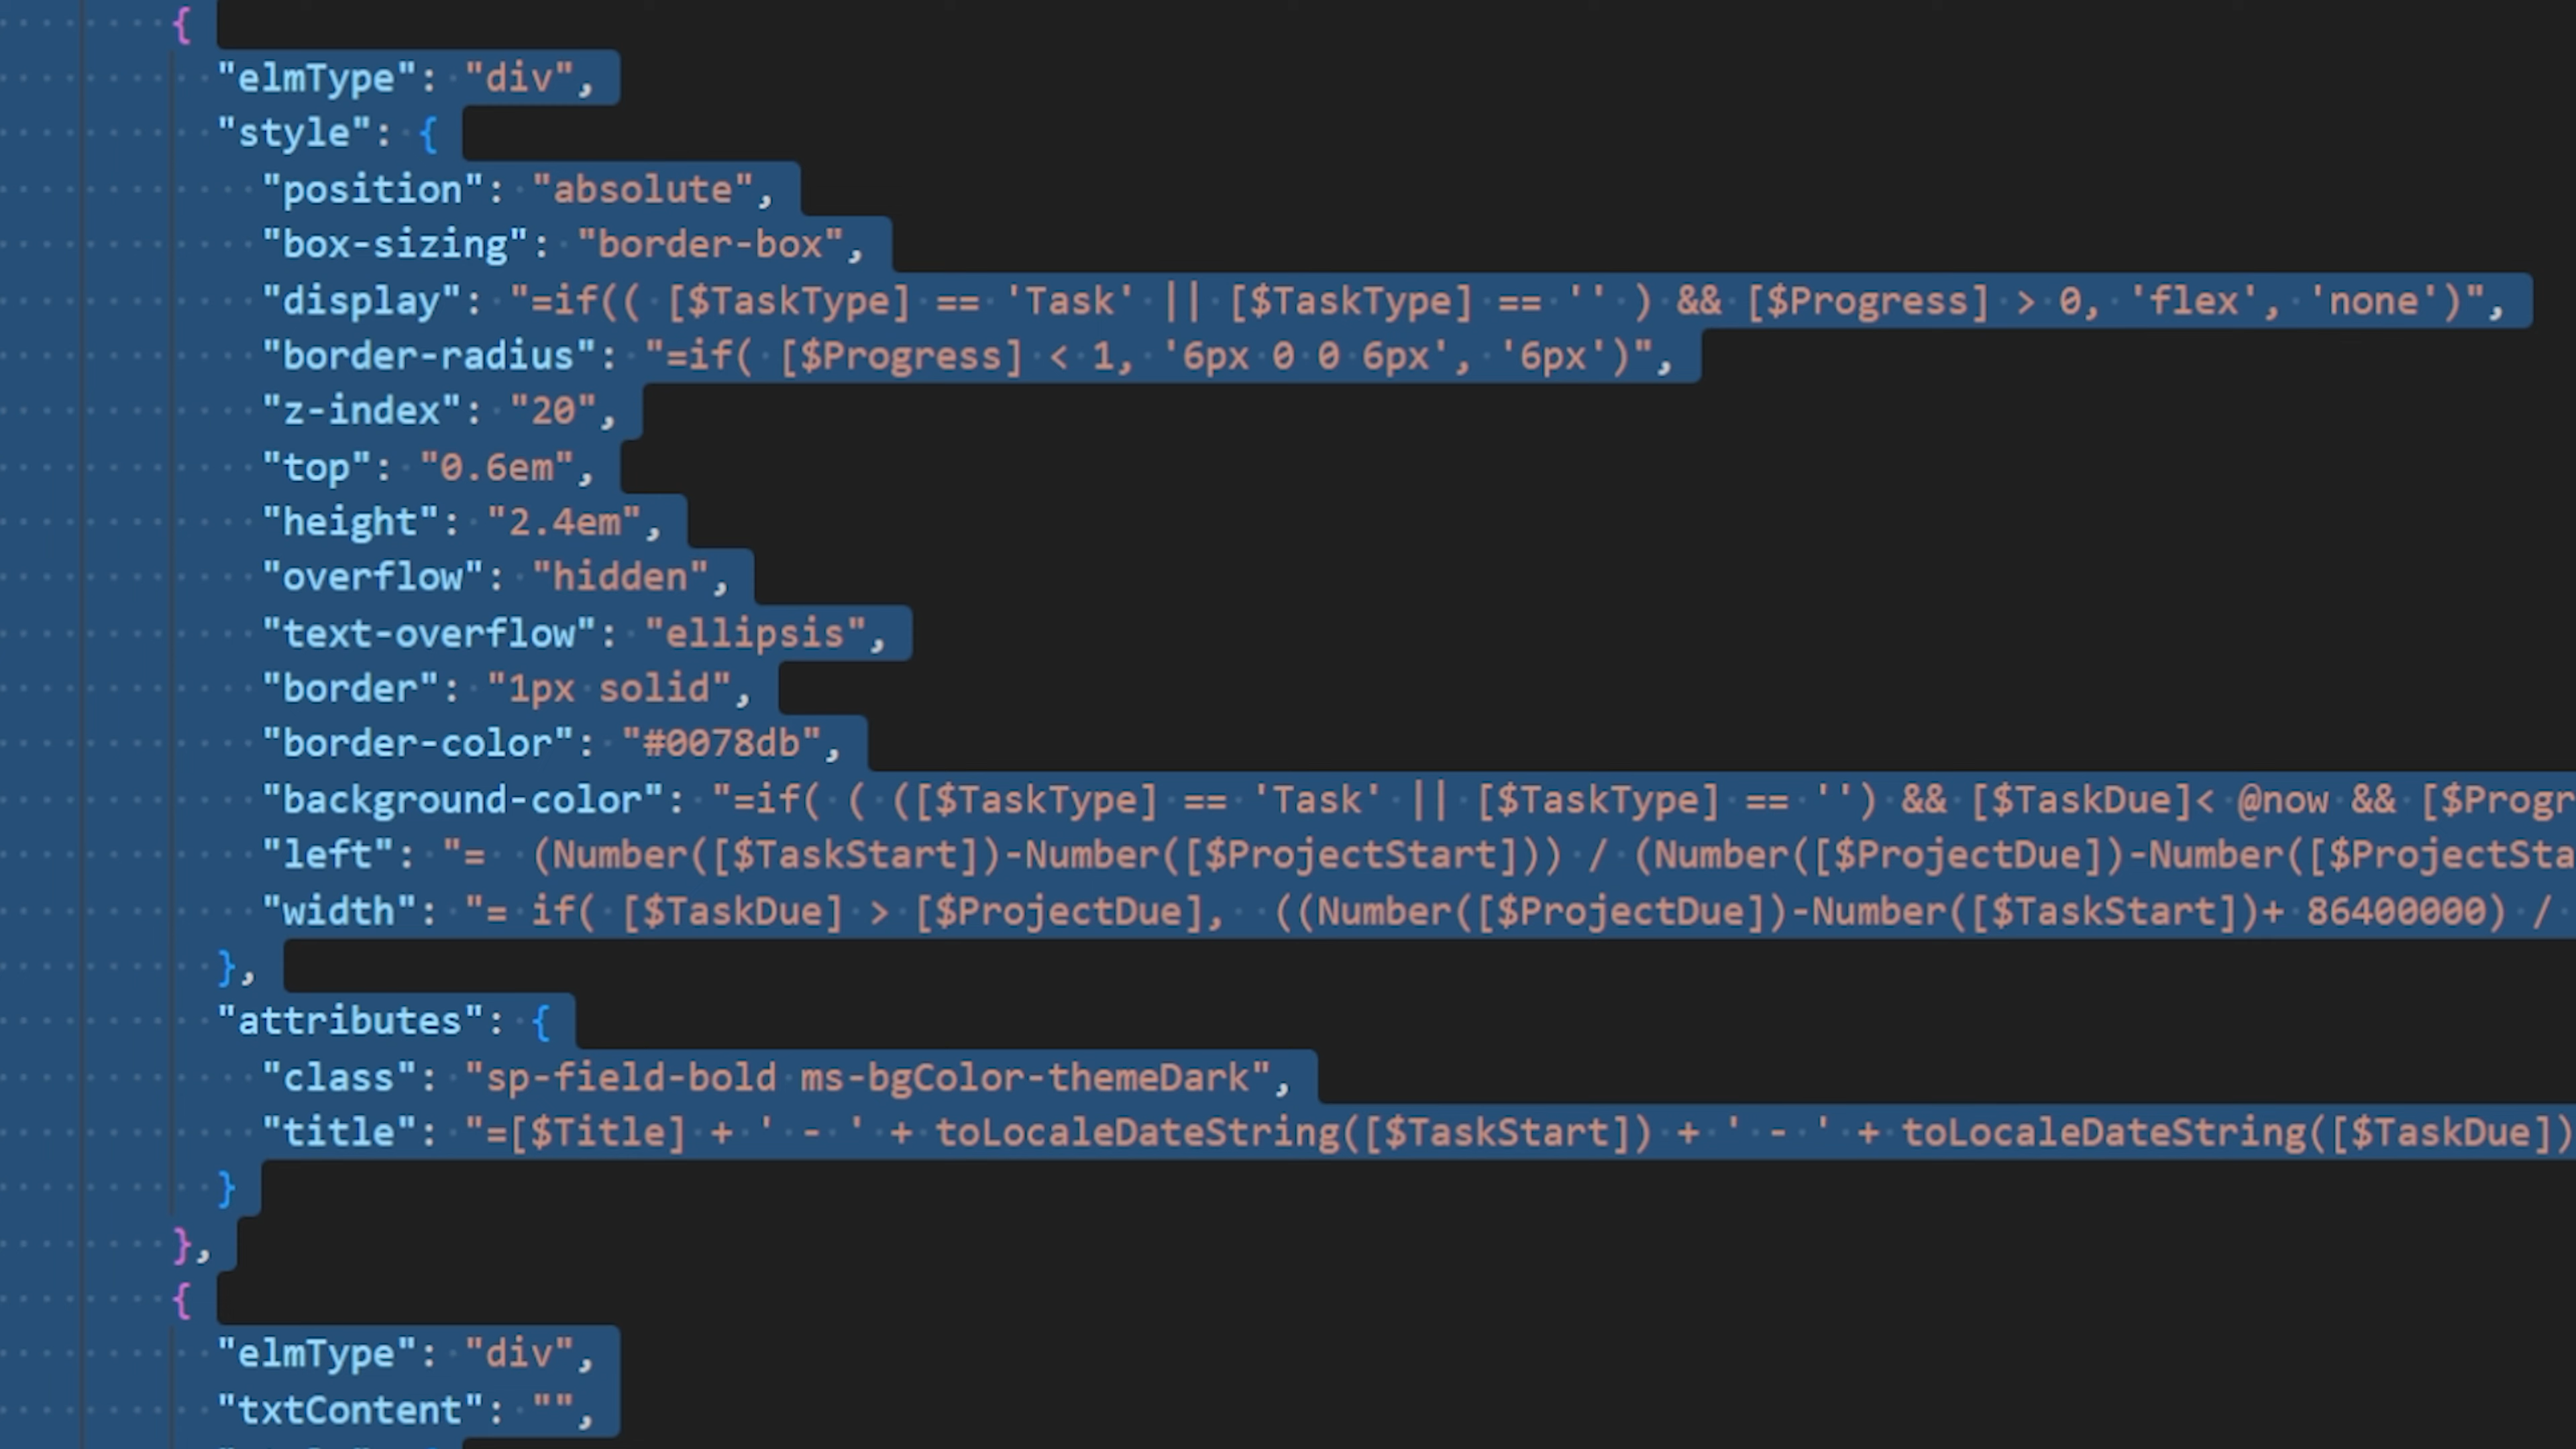 {
"elmType": "div",
"style": {
"position": "absolute",
"box-sizing": "border-box",
"display": "=if(( [$TaskType] == 'Task' || [$TaskType] == '' ) && [$Progress] > 0, 'flex', 'none')",
"border-radius": "=if( [$Progress] < 1, '6px 0 0 6px', '6px')",
"z-index": "20",
"top": "0.6em",
"height": "2.4em",
"overflow": "hidden",
"text-overflow": "ellipsis",
"border": "1px solid",
"border-color": "#0078db",
"background-color": "=if( ( ([$TaskType] == 'Task' || [$TaskType] == '') && [$TaskDue]< @now && [$Progr
"left": "=  (Number([$TaskStart])-Number([$ProjectStart])) / (Number([$ProjectDue])-Number([$ProjectSta
"width": "= if( [$TaskDue] > [$ProjectDue],  ((Number([$ProjectDue])-Number([$TaskStart])+ 86400000) /
},
"attributes": {
"class": "sp-field-bold ms-bgColor-themeDark",
"title": "=[$Title] + ' - ' + toLocaleDateString([$TaskStart]) + ' - ' + toLocaleDateString([$TaskDue])
}
},
{
"elmType": "div",
"txtContent": "",